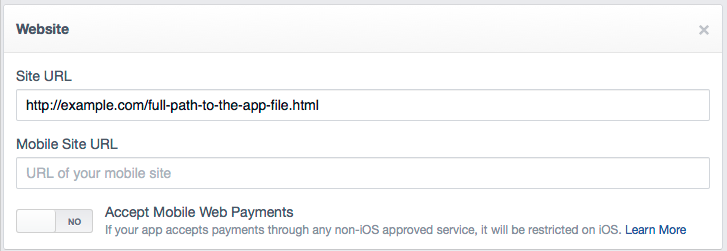 Website
×
Site URL
http://example.com/full-path-to-the-app-file.html
Mobile Site URL
URL of your mobile site
NO
Accept Mobile Web Payments
If your app accepts payments through any non-iOS approved service, it will be restricted on iOS. Learn More